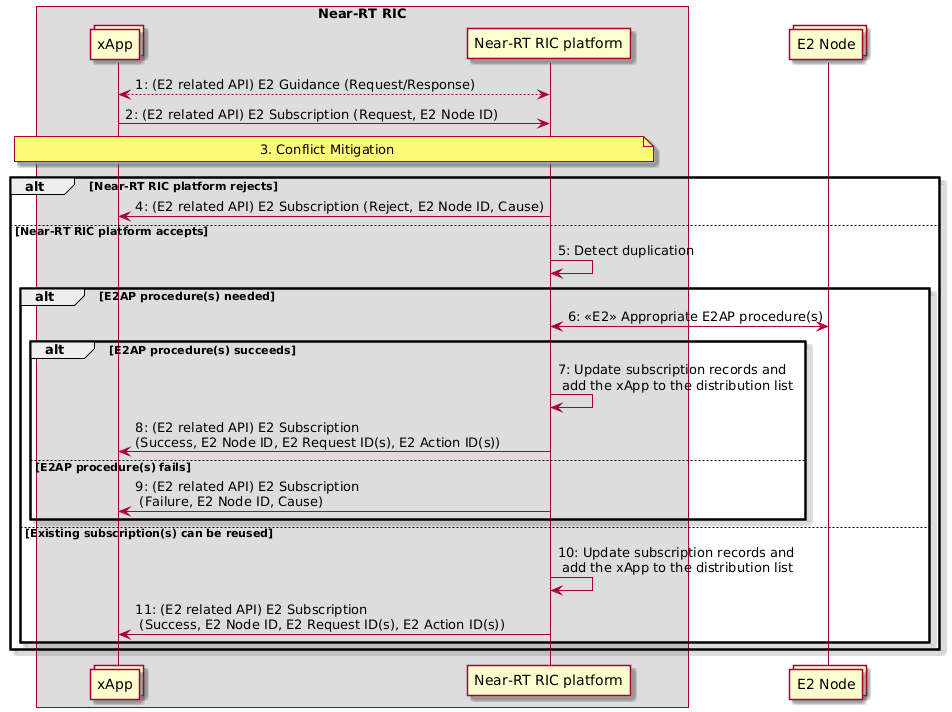 Near-RT RIC
xApp
Near-RT RIC platform
E2 Node
1: (E2 related API) E2 Guidance (Request/Response)
2: (E2 related API) E2 Subscription (Request, E2 Node ID)
3. Conflict Mitigation
alt
[Near-RT RIC platform rejects]
4: (E2 related API) E2 Subscription (Reject, E2 Node ID, Cause)
[Near-RT RIC platform accepts]
5: Detect duplication
alt
[E2AP procedure(s) needed]
6: «E2» Appropriate E2AP procedure(s)
alt
[E2AP procedure(s) succeeds]
7: Update subscription records and
add the xApp to the distribution list
8: (E2 related API) E2 Subscription
(Success, E2 Node ID, E2 Request ID(s), E2 Action ID(s))
[E2AP procedure(s) fails]
9: (E2 related API) E2 Subscription
(Failure, E2 Node ID, Cause)
[Existing subscription(s) can be reused]
10: Update subscription records and
add the xApp to the distribution list
11: (E2 related API) E2 Subscription
(Success, E2 Node ID, E2 Request ID(s), E2 Action ID(s))
xApp
Near-RT RIC platform
E2 Node